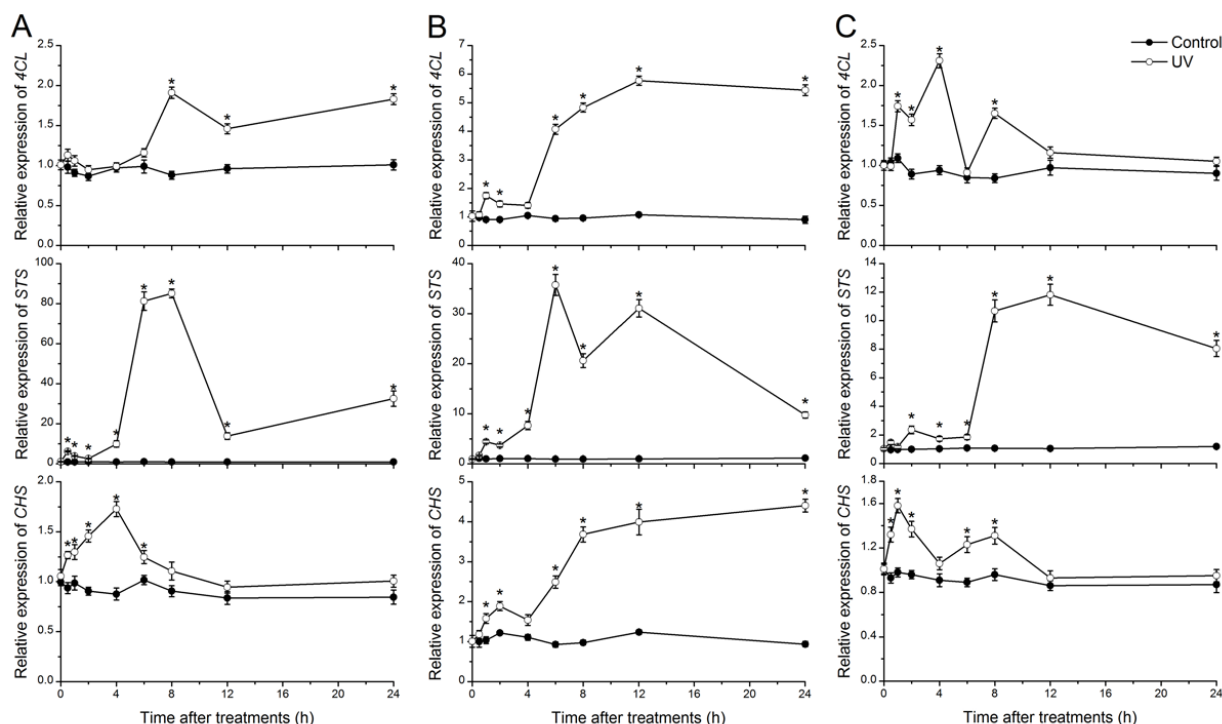 A
B
C
Control
UV
Relative expression of 4CL
2.5
2.0
1.5
1.0
0.5
0.0
Relative expression of 4CL
7
6
5
4
3
2
1
0
Relative expression of 4CL
2.5
2.0
1.5
1.0
0.5
0.0
* * *
* * * * * *
* * * *
Relative expression of STS
100
80
60
40
20
0
Relative expression of STS
40
30
20
10
0
Relative expression of STS
14
12
10
8
6
4
2
0
* * * * * * * *
* * * * * * *
* * * * * *
Relative expression of CHS
2.0
1.5
1.0
0.5
0.0
Relative expression of CHS
5
4
3
2
1
0
Relative expression of CHS
1.8
1.5
1.2
0.9
0.6
0.3
0.0
* * * * *
* * * * * *
* * * * *
0 4 8 12 16 20 24
0 4 8 12 16 20 24
0 4 8 12 16 20 24
Time after treatments (h)
Time after treatments (h)
Time after treatments (h)